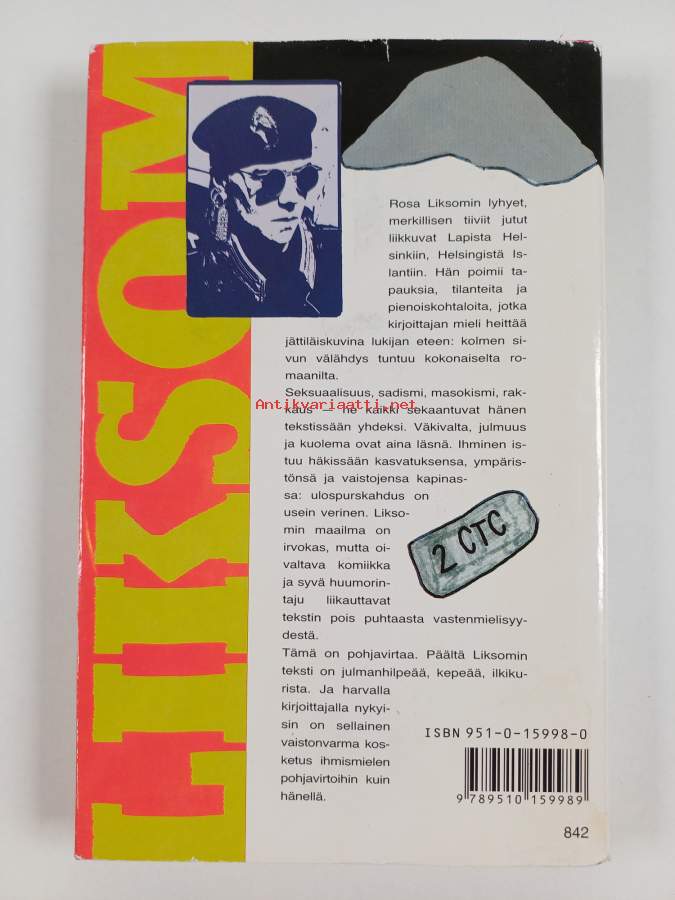 LIKSOM
Rosa Liksomin lyhyet,
merkillisen tiiviit jutut
liikkuvat Lapista Hel-
sinkiin, Helsingistä Is-
lantiin. Hän poimii ta-
pauksia, tilanteita ja
pienoiskohtaloita, jotka
kirjoittajan mieli heittää
jättiläiskuvina lukijan eteen: kolmen si-
vun välähdys tuntuu kokonaiselta ro-
maanilta.
Seksuaalisuus, sadismi, masokismi, rak-
Antikvariaatti.net
kaus – ne kaikki sekaantuvat hänen
tekstissään yhdeksi. Väkivalta, julmuus
ja kuolema ovat aina läsnä. Ihminen is-
tuu häkissään kasvatuksensa, ympäris-
tönsä ja vaistojensa kapinas-
sa: ulospurskahdus on
usein verinen. Likso-
min maailma on
irvokas, mutta oi-
valtava komiikka
ja syvä huumorin-
taju liikauttavat
tekstin pois puhtaasta vastenmielisyy-
destä.
2 CTC
Tämä on pohjavirtaa. Päältä Liksomin
teksti on julmanhilpeää, kepeää, ilkiku-
rista. Ja harvalla
kirjoittajalla nykyi-
sin on sellainen
vaistonvarma kos-
ketus ihmismielen
pohjavirtoihin kuin
hänellä.
ISBN 951-0-15998-0
9 789510 159989
842